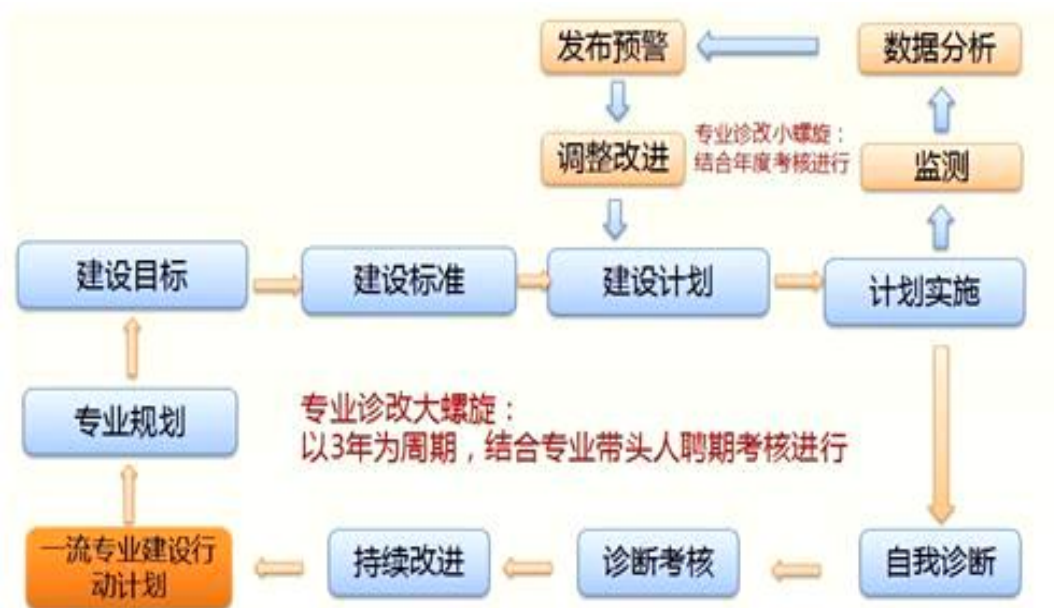 发布预警
数据分析
调整改进
专业诊改小螺旋：
结合年度考核进行
监测
建设目标
建设标准
建设计划
计划实施
专业规划
专业诊改大螺旋：
以3年为周期，结合专业带头人聘期考核进行
一流专业建设行
动计划
持续改进
诊断考核
自我诊断